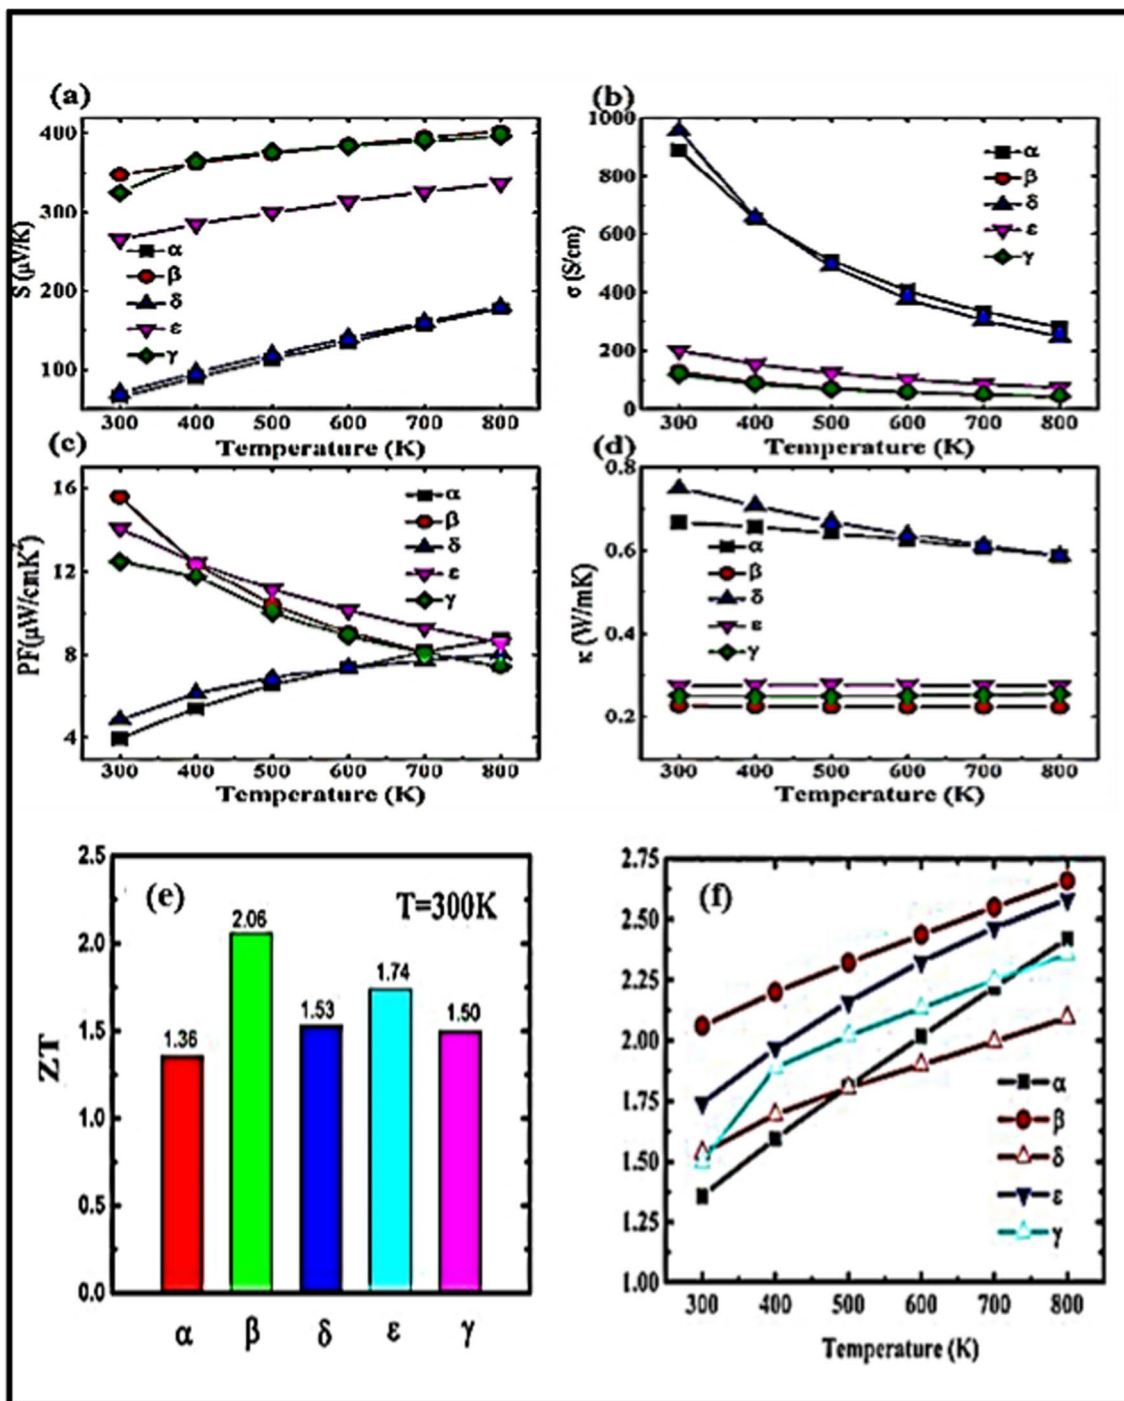 (a)
400
300
200
100
S (μV/K)
α
β
δ
ε
γ
300 400 500 600 700 800
Temperature (K)
(b)
1000
800
600
400
200
0
σ (S/cm)
α
β
δ
ε
γ
300 400 500 600 700 800
Temperature (K)
(c)
16
12
8
4
PF(μW/cmK²)
α
β
δ
ε
γ
300 400 500 600 700 800
Temperature (K)
(d)
0.8
0.6
0.4
0.2
κ (W/mK)
α
β
δ
ε
γ
300 400 500 600 700 800
Temperature (K)
(e)
T=300K
2.5
2.0
1.5
1.0
0.5
0.0
ZT
1.36
2.06
1.53
1.74
1.50
α β δ ε γ
(f)
2.75
2.50
2.25
2.00
1.75
1.50
1.25
1.00
α
β
δ
ε
γ
300 400 500 600 700 800
Temperature (K)